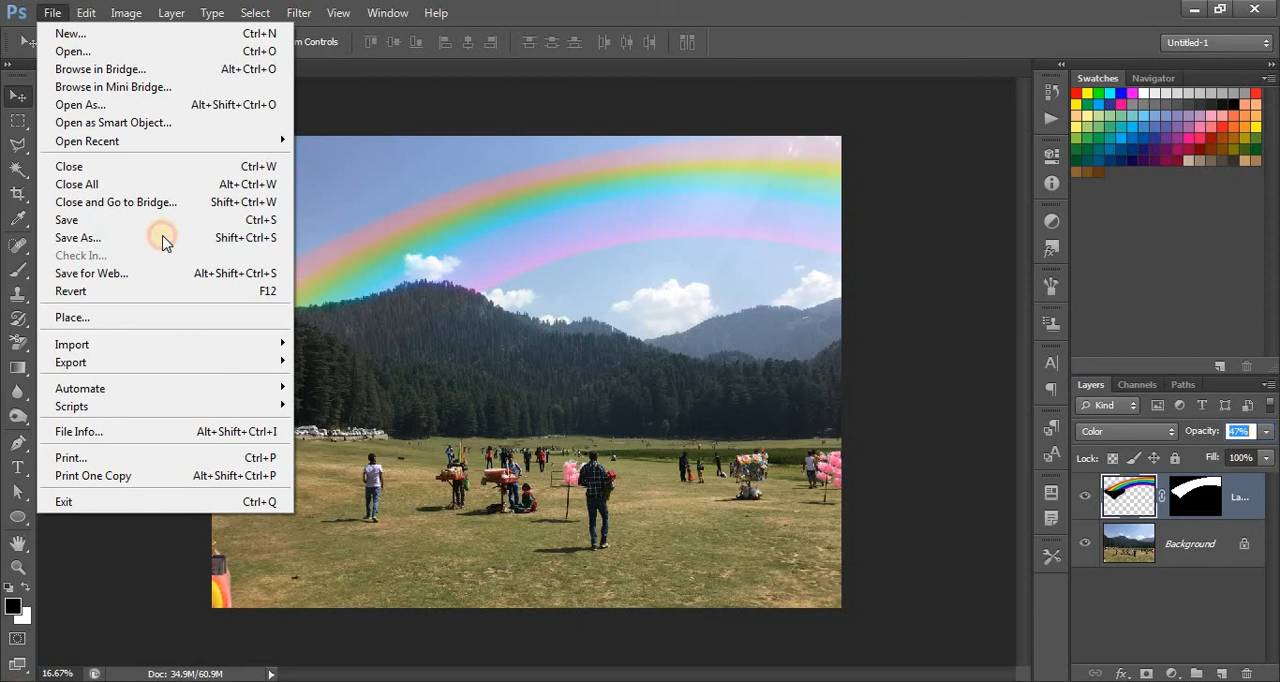 Ps File Edit Image Layer Type Select Filter View Window Help
m Controls
Untitled-1
New... Ctrl+N
Open... Ctrl+O
Browse in Bridge... Alt+Ctrl+O
Browse in Mini Bridge...
Open As... Alt+Shift+Ctrl+O
Open as Smart Object...
Open Recent
Close Ctrl+W
Close All Alt+Ctrl+W
Close and Go to Bridge... Shift+Ctrl+W
Save Ctrl+S
Save As... Shift+Ctrl+S
Check In...
Save for Web... Alt+Shift+Ctrl+S
Revert F12
Place...
Import
Export
Automate
Scripts
File Info... Alt+Shift+Ctrl+I
Print... Ctrl+P
Print One Copy Alt+Shift+Ctrl+P
Exit Ctrl+Q
Swatches Navigator
Layers Channels Paths
Kind
Color Opacity: 47%
Lock: Fill: 100%
La...
Background
16.67% Doc: 34.9M/60.9M